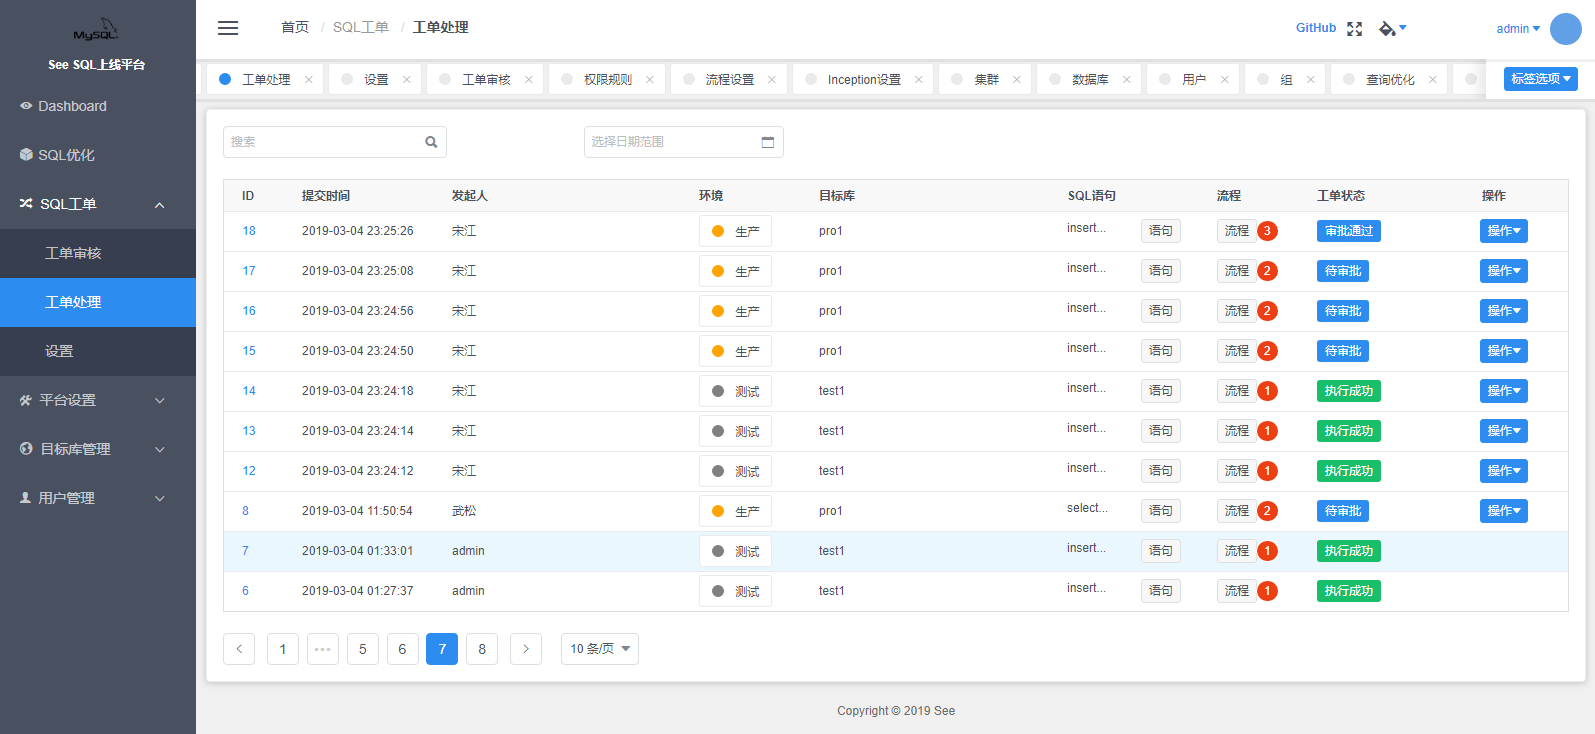 MySQL
See SQL上线平台
Dashboard
SQL优化
SQL工单
工单审核
工单处理
设置
平台设置
目标库管理
用户管理
首页 / SQL工单 / 工单处理
GitHub
admin
工单处理 设置 工单审核 权限规则 流程设置 Inception设置 集群 数据库 用户 组 查询优化
标签选项
搜索
选择日期范围
ID 提交时间 发起人 环境 目标库 SQL语句 流程 工单状态 操作
18 2019-03-04 23:25:26 宋江 生产 pro1 insert... 语句 流程 3 审批通过 操作
17 2019-03-04 23:25:08 宋江 生产 pro1 insert... 语句 流程 2 待审批 操作
16 2019-03-04 23:24:56 宋江 生产 pro1 insert... 语句 流程 2 待审批 操作
15 2019-03-04 23:24:50 宋江 生产 pro1 insert... 语句 流程 2 待审批 操作
14 2019-03-04 23:24:18 宋江 测试 test1 insert... 语句 流程 1 执行成功 操作
13 2019-03-04 23:24:14 宋江 测试 test1 insert... 语句 流程 1 执行成功 操作
12 2019-03-04 23:24:12 宋江 测试 test1 insert... 语句 流程 1 执行成功 操作
8 2019-03-04 11:50:54 武松 生产 pro1 select... 语句 流程 2 待审批 操作
7 2019-03-04 01:33:01 admin 测试 test1 insert... 语句 流程 1 执行成功
6 2019-03-04 01:27:37 admin 测试 test1 insert... 语句 流程 1 执行成功
1 ••• 5 6 7 8 10 条/页
Copyright © 2019 See